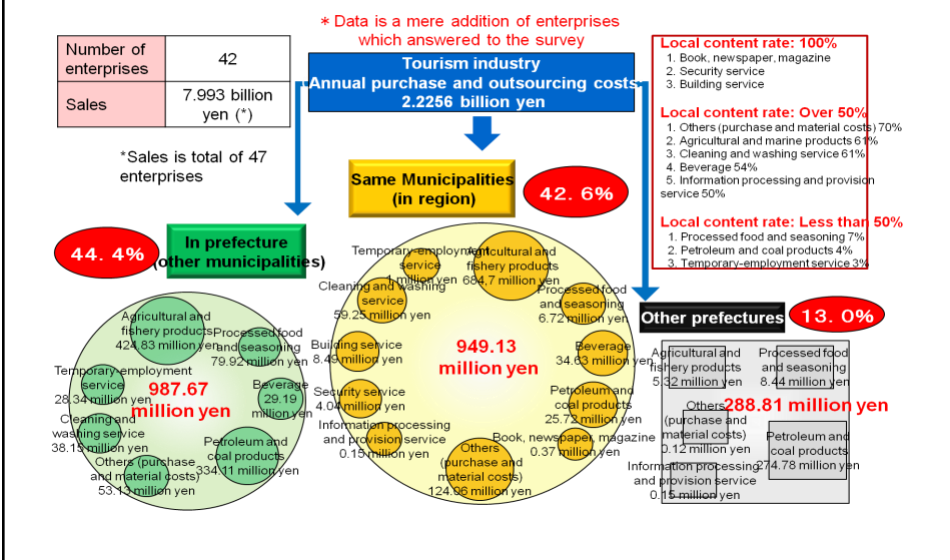 * Data is a mere addition of enterprises
which answered to the survey
Number of
enterprises
42
Sales
7.993 billion
yen (*)
*Sales is total of 47
enterprises
Tourism industry
Annual purchase and outsourcing costs
2.2256 billion yen
Local content rate: 100%
1. Book, newspaper, magazine
2. Security service
3. Building service
Local content rate: Over 50%
1. Others (purchase and material costs) 70%
2. Agricultural and marine products 61%
3. Cleaning and washing service 61%
4. Beverage 54%
5. Information processing and provision
service 50%
Local content rate: Less than 50%
1. Processed food and seasoning 7%
2. Petroleum and coal products 4%
3. Temporary-employment service 3%
Same Municipalities
(in region)
42. 6%
44. 4%
In prefecture
(other municipalities)
Other prefectures
13. 0%
Temporary-employment
service
1 million yen
Agricultural and
fishery products
684,7 million yen
Cleaning and washing
service
59.25 million yen
Processed food
and seasoning
6.72 million yen
Building service
8.49 million yen
949.13
million yen
Beverage
34.63 million yen
Security service
4.04 million yen
Petroleum and
coal products
25.72 million yen
Information processing
and provision service
0.15 million yen
Book, newspaper, magazine
0.37 million yen
Others
(purchase and
material costs)
124.06 million yen
Agricultural and
fishery products
424.83 million yen
Processed food
and seasoning
79.92 million yen
Temporary-employment
service
28.34 million yen
987.67
million yen
Beverage
29.19
million yen
Cleaning and
washing service
38.15 million yen
Petroleum and
coal products
334.11 million yen
Others (purchase
and material costs)
53.13 million yen
Agricultural and
fishery products
5.32 million yen
Processed food
and seasoning
8.44 million yen
288.81 million yen
Others
(purchase and
material costs)
0.12 million yen
Petroleum and
coal products
274.78 million yen
Information processing
and provision service
0.15 million yen